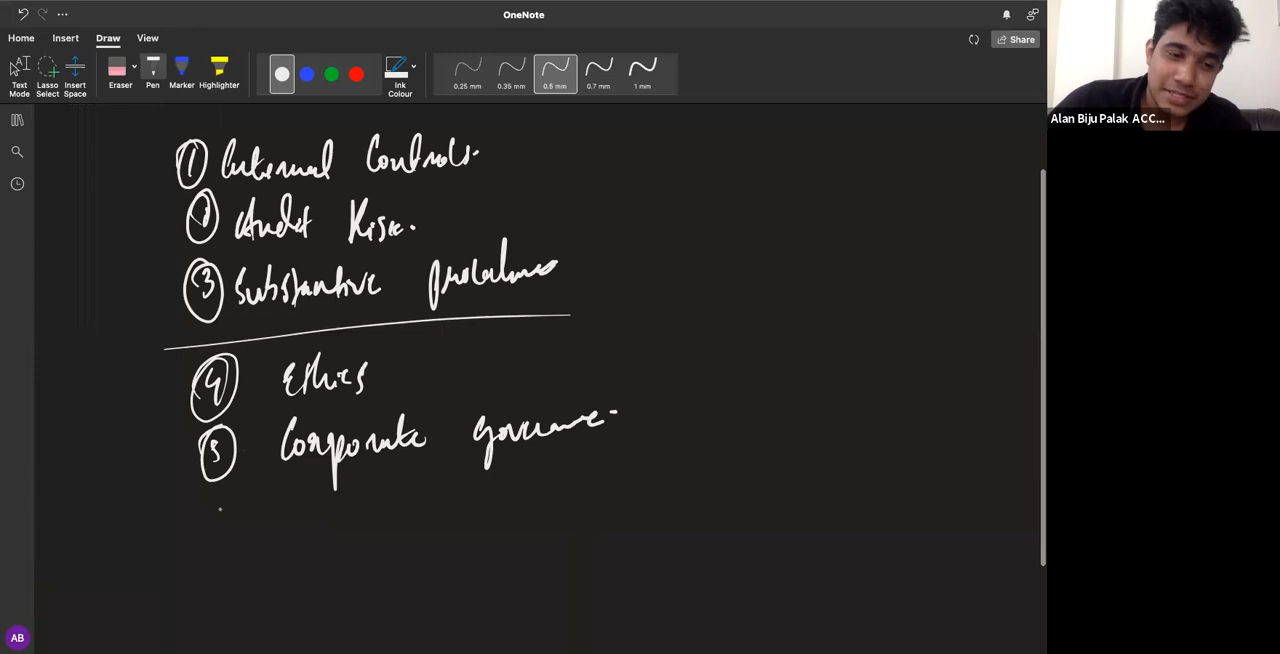 OneNote
Home Insert Draw View
Share
Text Mode
Lasso Select
Insert Space
Eraser
Pen
Marker
Highlighter
Ink Colour
0.25 mm
0.35 mm
0.5 mm
0.7 mm
1 mm
Alan Biju Palak ACC...
① Internal Controls.
② Audit Risk.
③ Substantive procedures
④ Ethics
⑤ Corporate governance.
AB